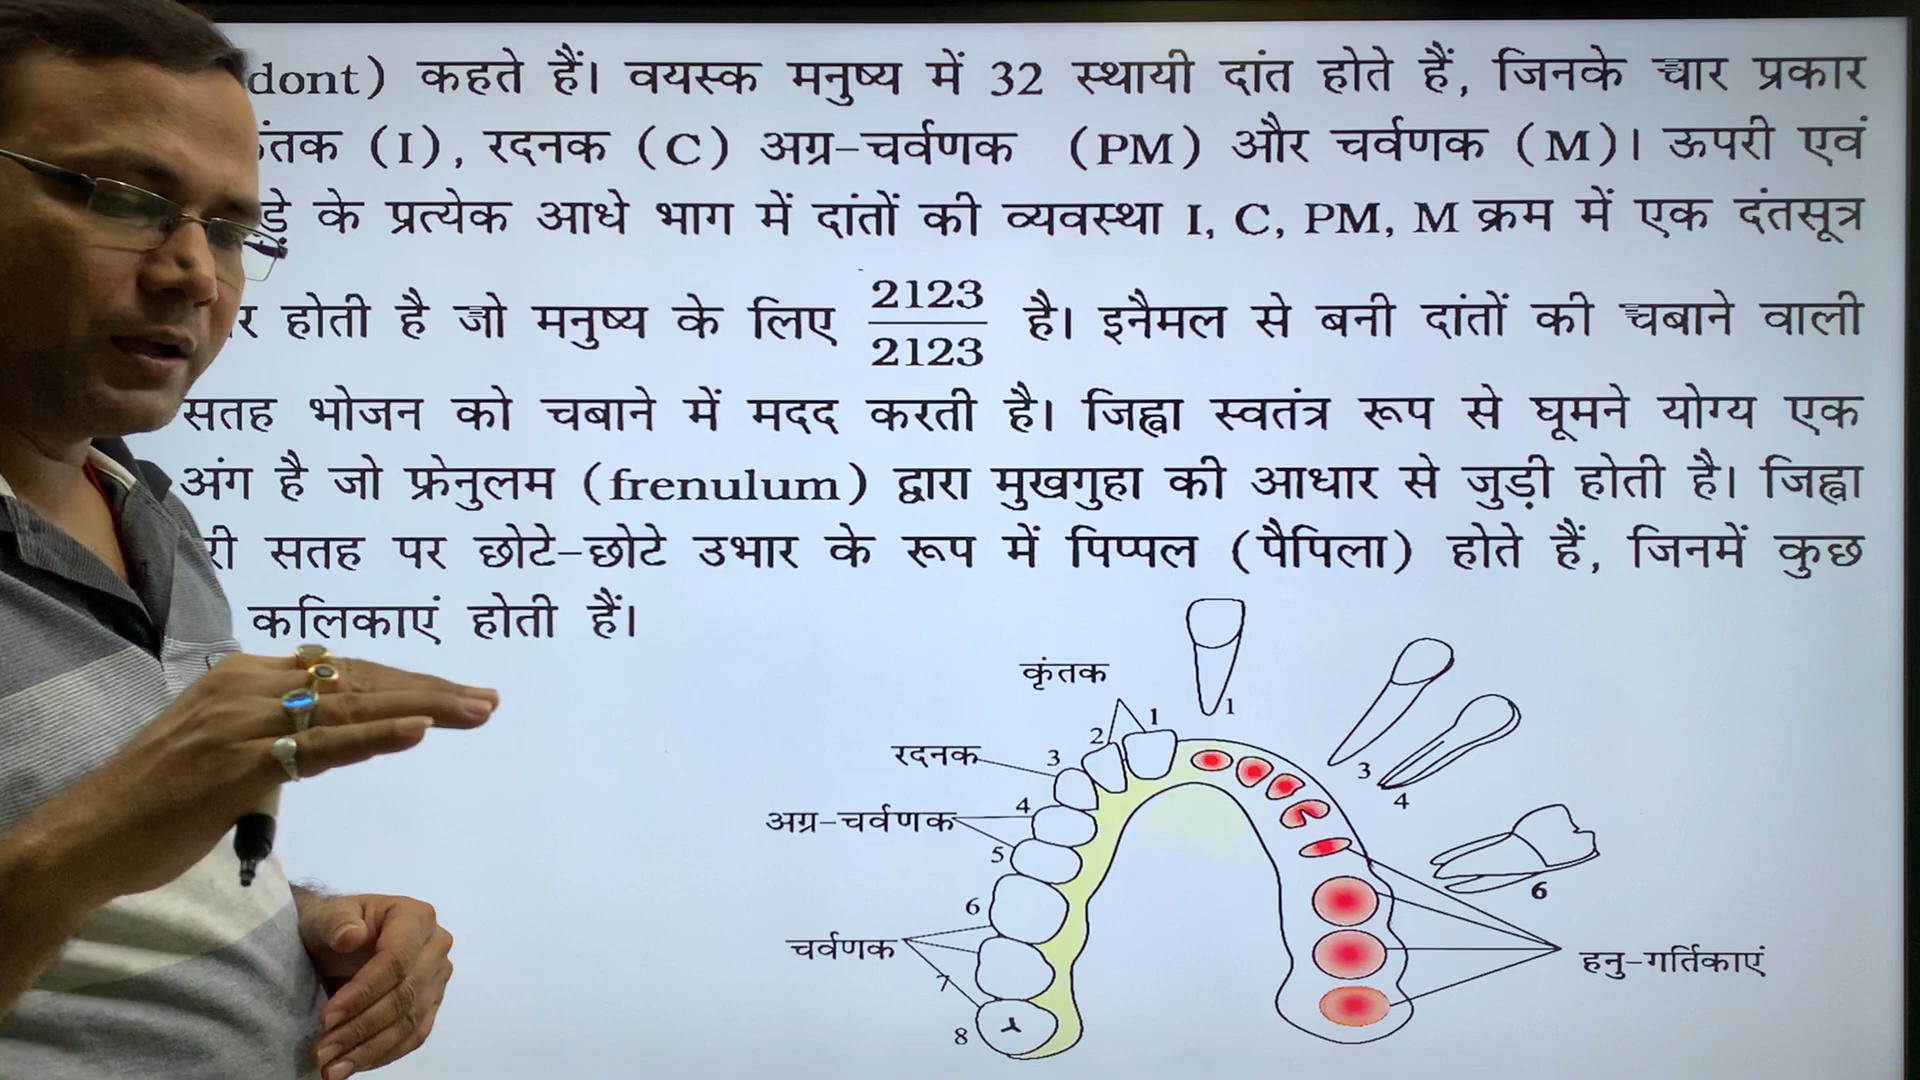 dont) कहते हैं। वयस्क मनुष्य में 32 स्थायी दांत होते हैं, जिनके चार प्रकार
(I), रदनक (C) अग्र-चर्वणक (PM) और चर्वणक (M)। ऊपरी एवं
के प्रत्येक आधे भाग में दांतों की व्यवस्था I, C, PM, M क्रम में एक दंतसूत्र
होती है जो मनुष्य के लिए 2123/2123 है। इनैमल से बनी दांतों की चबाने वाली
सतह भोजन को चबाने में मदद करती है। जिह्वा स्वतंत्र रूप से घूमने योग्य एक
अंग है जो फ्रेनुलम (frenulum) द्वारा मुखगुहा की आधार से जुड़ी होती है। जिह्वा
सतह पर छोटे-छोटे उभार के रूप में पिप्पल (पैपिला) होते हैं, जिनमें कुछ
कलिकाएं होती हैं।
कृंतक
1
1
2
रदनक
3
3
4
4
अग्र-चर्वणक
5
6
6
चर्वणक
7
8
हनु-गर्तिकाएं